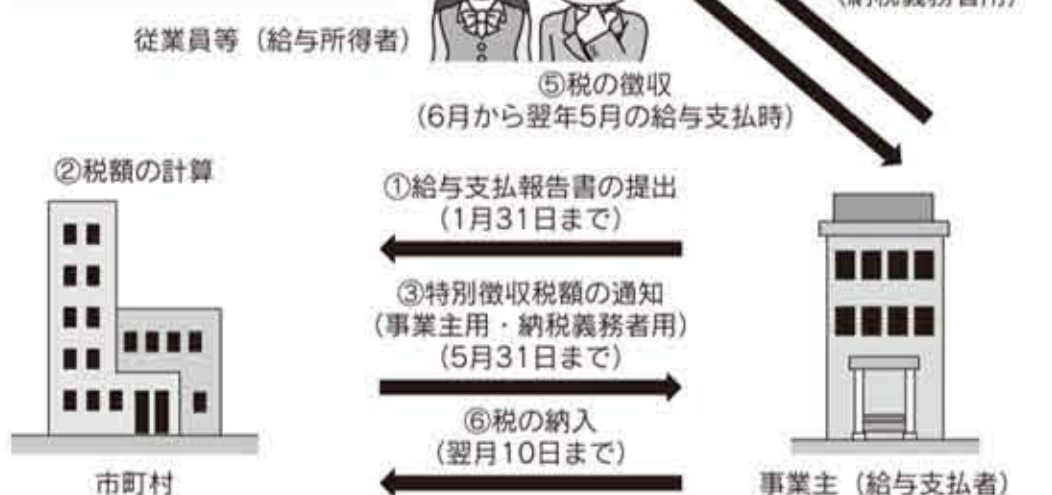 従業員等（給与所得者）
⑤税の徴収
（6月から翌年5月の給与支払時）
②税額の計算
①給与支払報告書の提出
（1月31日まで）
③特別徴収税額の通知
（事業主用・納税義務者用）
（5月31日まで）
⑥税の納入
（翌月10日まで）
市町村
事業主（給与支払者）